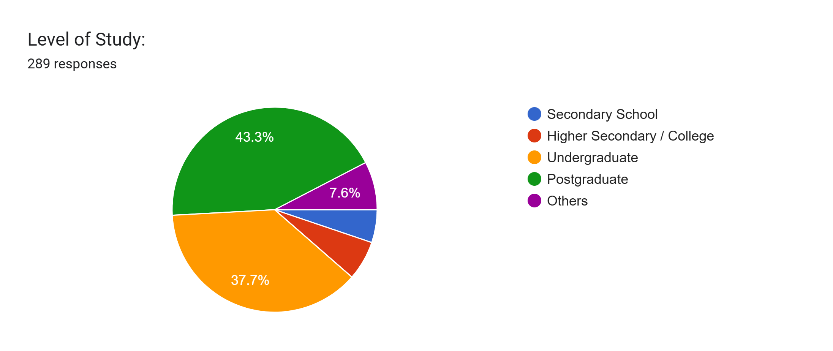 Level of Study:
289 responses
43.3%
7.6%
37.7%
Secondary School
Higher Secondary / College
Undergraduate
Postgraduate
Others